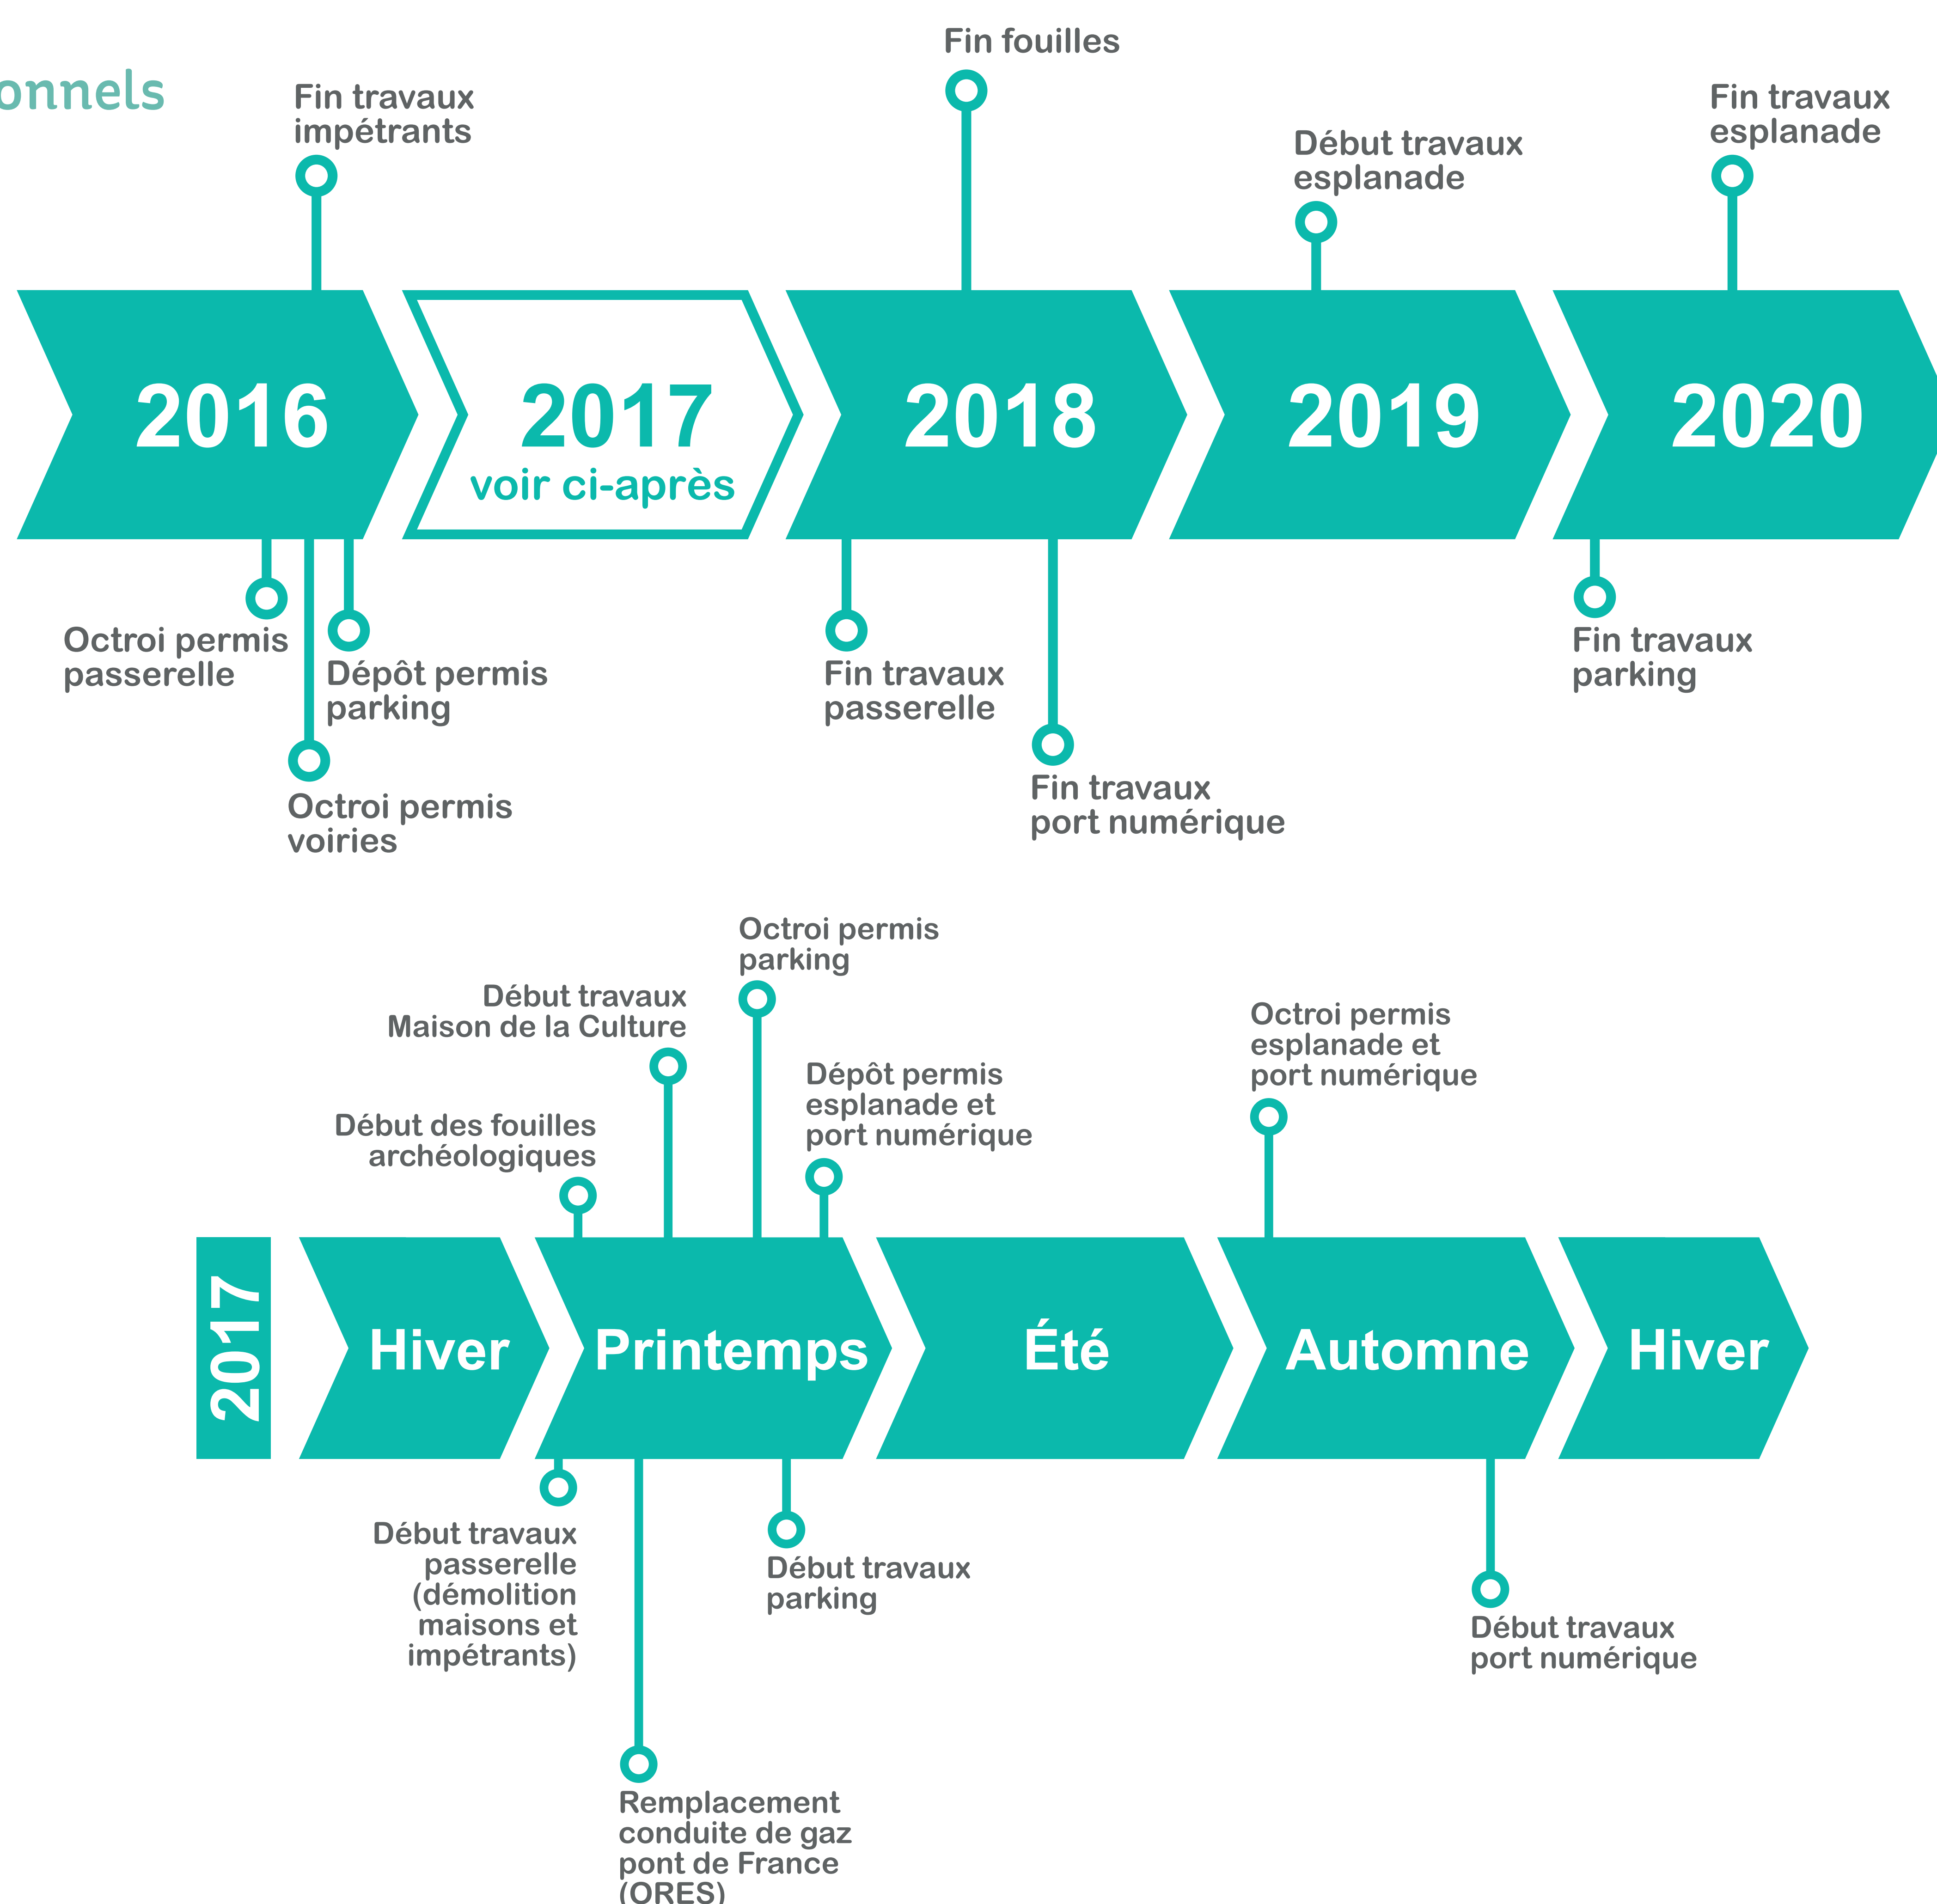 onnels
Fin fouilles
Fin travaux
impétrants
Fin travaux
esplanade
Début travaux
esplanade
2016
2017
voir ci-après
2018
2019
2020
Octroi permis
passerelle
Dépôt permis
parking
Octroi permis
voiries
Fin travaux
passerelle
Fin travaux
port numérique
Fin travaux
parking
Octroi permis
parking
Début travaux
Maison de la Culture
Dépôt permis
esplanade et
port numérique
Début des fouilles
archéologiques
Octroi permis
esplanade et
port numérique
2017
Hiver
Printemps
Été
Automne
Hiver
Début travaux
passerelle
(démolition
maisons et
impétrants)
Début travaux
parking
Début travaux
port numérique
Remplacement
conduite de gaz
pont de France
(ORES)